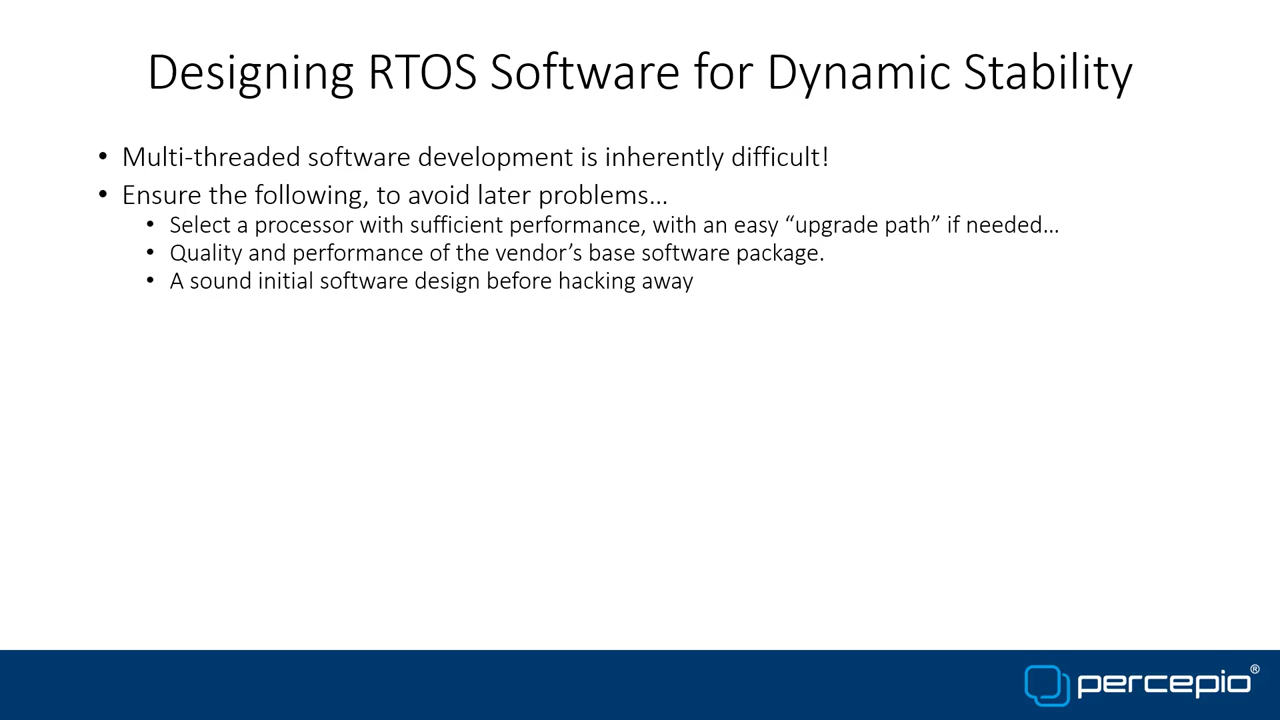 Designing RTOS Software for Dynamic Stability
• Multi-threaded software development is inherently difficult!
• Ensure the following, to avoid later problems…
• Select a processor with sufficient performance, with an easy “upgrade path” if needed…
• Quality and performance of the vendor’s base software package.
• A sound initial software design before hacking away
percepio®